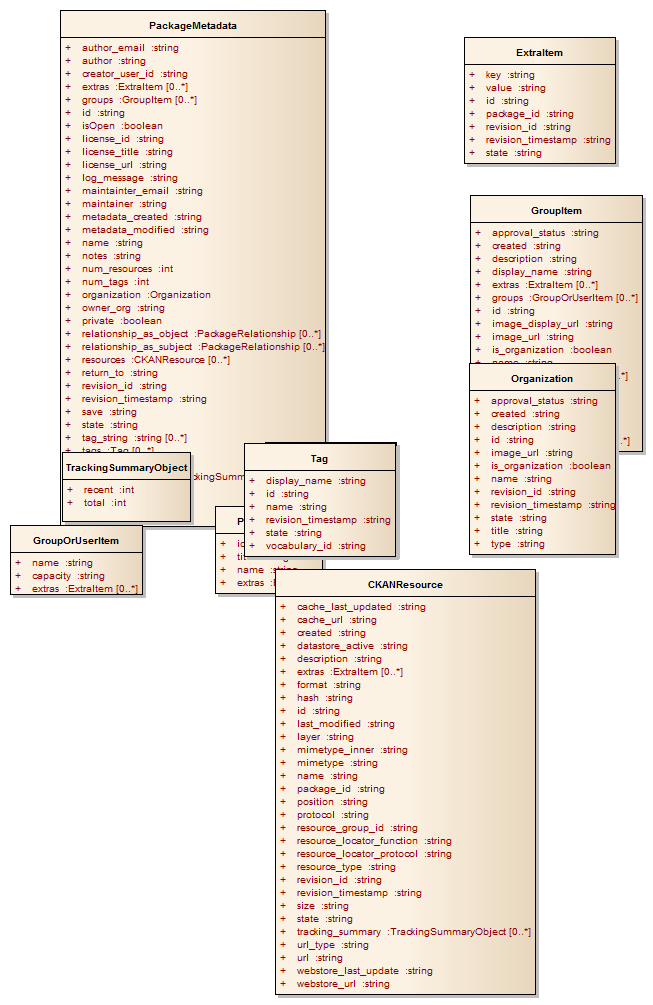 PackageMetadata
+ author_email :string
+ author :string
+ creator_user_id :string
+ extras :ExtraItem [0..*]
+ groups :GroupItem [0..*]
+ id :string
+ isOpen :boolean
+ license_id :string
+ license_title :string
+ license_url :string
+ log_message :string
+ maintainter_email :string
+ maintainer :string
+ metadata_created :string
+ metadata_modified :string
+ name :string
+ notes :string
+ num_resources :int
+ num_tags :int
+ organization :Organization
+ owner_org :string
+ private :boolean
+ relationship_as_object :PackageRelationship [0..*]
+ relationship_as_subject :PackageRelationship [0..*]
+ resources :CKANResource [0..*]
+ return_to :string
+ revision_id :string
+ revision_timestamp :string
+ save :string
+ state :string
+ tag_string :string [0..*]
+ tags :Tag [0..*]
ExtraItem
+ key :string
+ value :string
+ id :string
+ package_id :string
+ revision_id :string
+ revision_timestamp :string
+ state :string
GroupItem
+ approval_status :string
+ created :string
+ description :string
+ display_name :string
+ extras :ExtraItem [0..*]
+ groups :GroupOrUserItem [0..*]
+ id :string
+ image_display_url :string
+ image_url :string
+ is_organization :boolean
+ name :string
Organization
+ approval_status :string
+ created :string
+ description :string
+ id :string
+ image_url :string
+ is_organization :boolean
+ name :string
+ revision_id :string
+ revision_timestamp :string
+ state :string
+ title :string
+ type :string
TrackingSummaryObject
+ recent :int
+ total :int
Tag
+ display_name :string
+ id :string
+ name :string
+ revision_timestamp :string
+ state :string
+ vocabulary_id :string
GroupOrUserItem
+ name :string
+ capacity :string
+ extras :ExtraItem [0..*]
+ name :string
+ extras
CKANResource
+ cache_last_updated :string
+ cache_url :string
+ created :string
+ datastore_active :string
+ description :string
+ extras :ExtraItem [0..*]
+ format :string
+ hash :string
+ id :string
+ last_modified :string
+ layer :string
+ mimetype_inner :string
+ mimetype :string
+ name :string
+ package_id :string
+ position :string
+ protocol :string
+ resource_group_id :string
+ resource_locator_function :string
+ resource_locator_protocol :string
+ resource_type :string
+ revision_id :string
+ revision_timestamp :string
+ size :string
+ state :string
+ tracking_summary :TrackingSummaryObject [0..*]
+ url_type :string
+ url :string
+ webstore_last_update :string
+ webstore_url :string